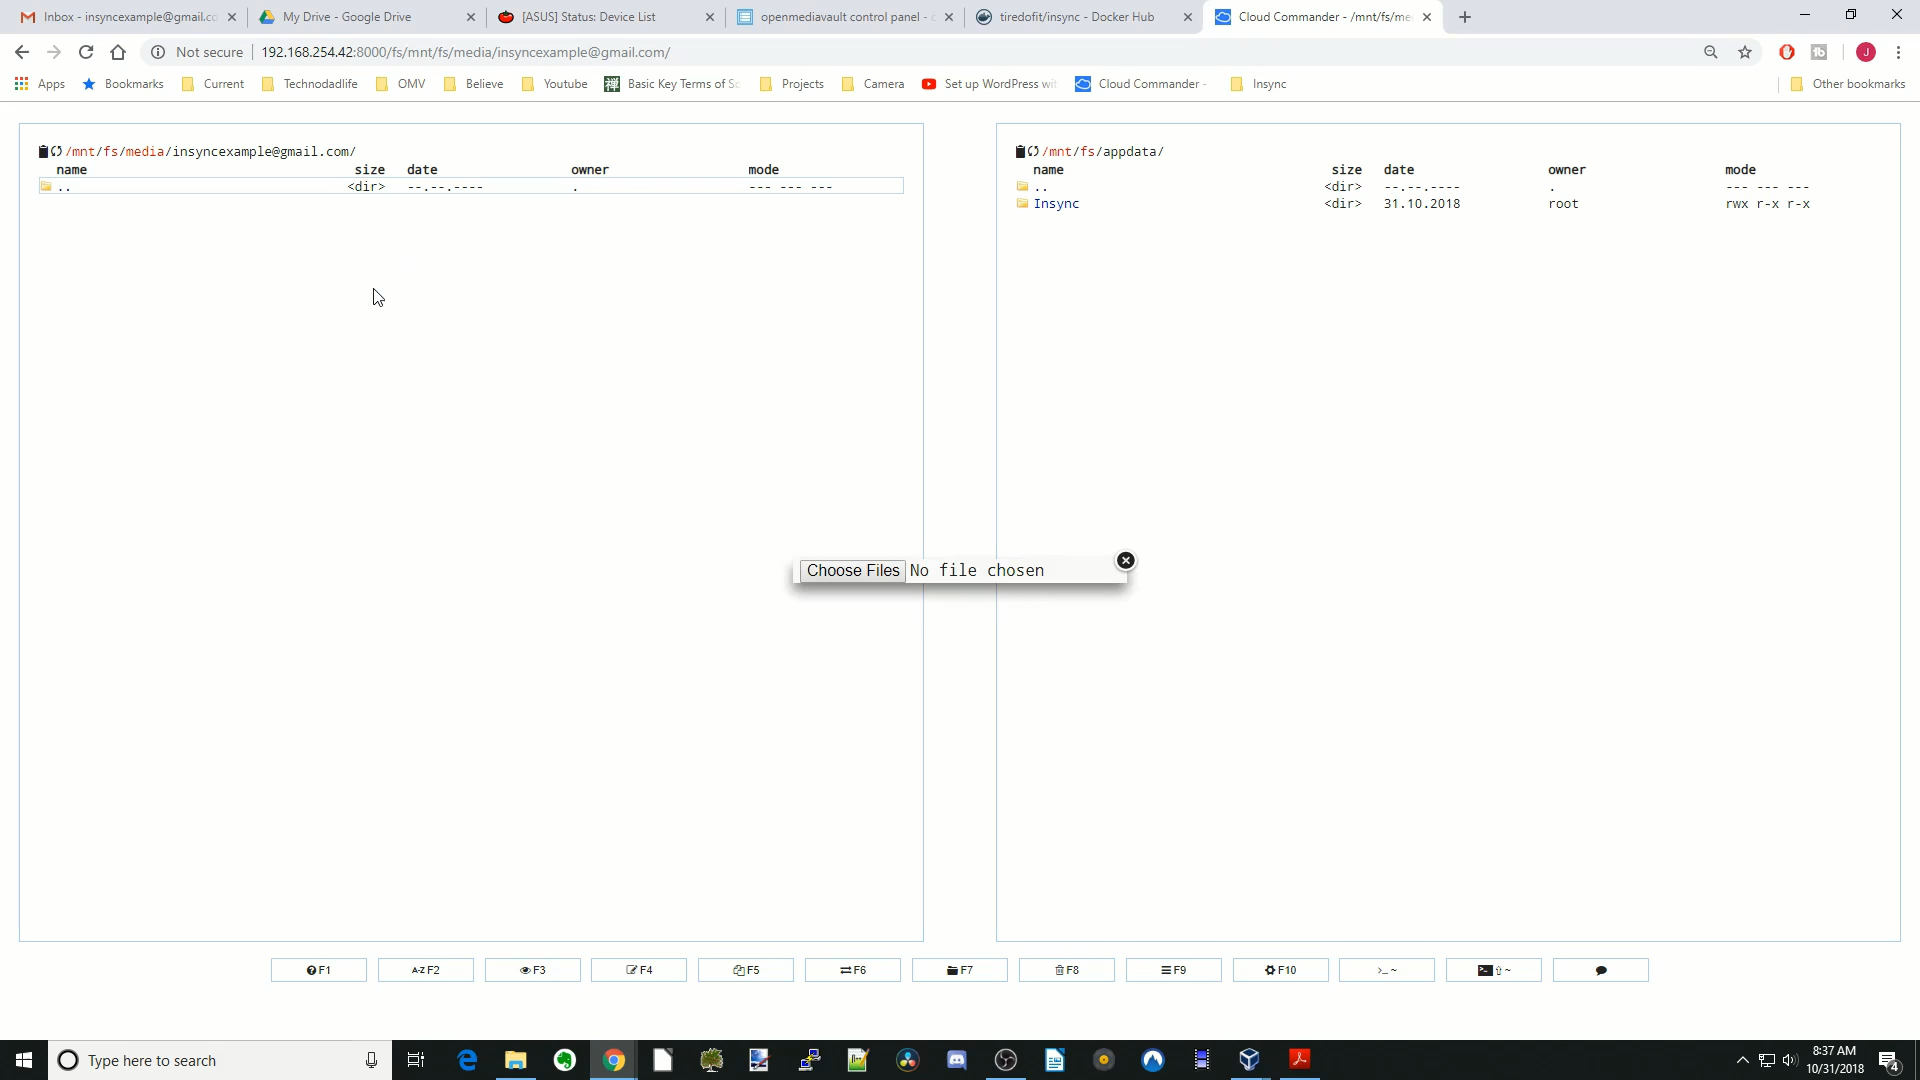 Inbox - insyncexample@gmail.co
My Drive - Google Drive
[ASUS] Status: Device List
openmediavault control panel - c
tiredofit/insync - Docker Hub
Cloud Commander - /mnt/fs/me
Not secure
192.168.254.42:8000/fs/mnt/fs/media/insyncexample@gmail.com/
J
Apps
Bookmarks
Current
Technodadlife
OMV
Believe
Youtube
Basic Key Terms of Sc
Projects
Camera
Set up WordPress wit
Cloud Commander -
Insync
Other bookmarks
/mnt/fs/media/insyncexample@gmail.com/
name size date owner mode
.. <dir> --.--.---- . --- --- ---
/mnt/fs/appdata/
name size date owner mode
.. <dir> --.--.---- . --- --- ---
Insync <dir> 31.10.2018 root rwx r-x r-x
Choose Files No file chosen
F1
A-Z F2
F3
F4
F5
F6
F7
F8
F9
F10
>_ ~
>_ ⇧ ~
Type here to search
8:37 AM
10/31/2018
4